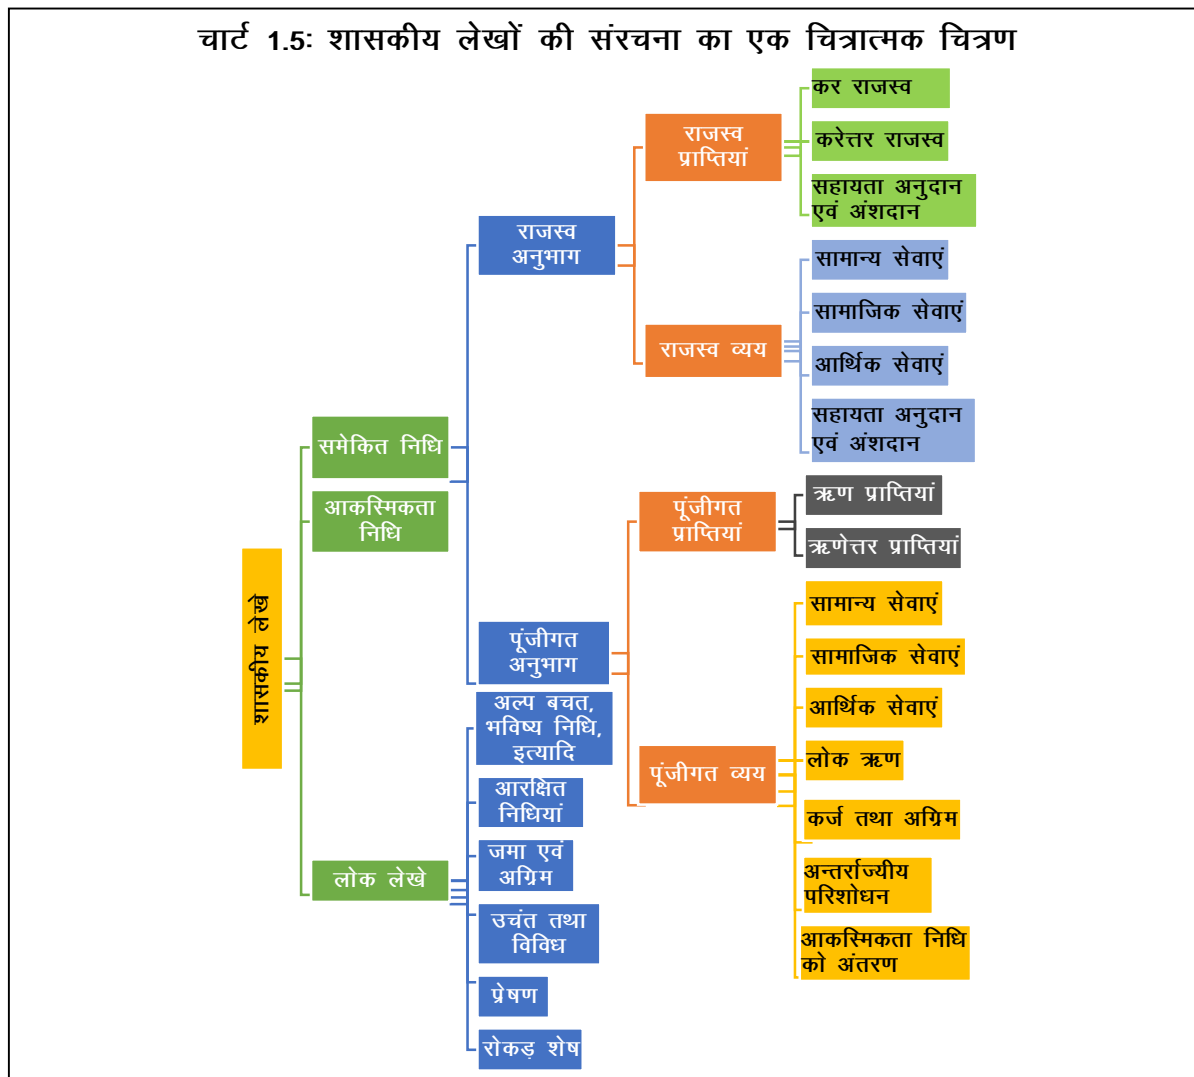 चार्ट 1.5: शासकीय लेखों की संरचना का एक चित्रात्मक चित्रण
शासकीय लेखे
समेकित निधि
आकस्मिकता
निधि
लोक लेखे
राजस्व
अनुभाग
पूंजीगत
अनुभाग
अल्प बचत,
भविष्य निधि,
इत्यादि
आरक्षित
निधियां
जमा एवं
अग्रिम
उचंत तथा
विविध
प्रेषण
रोकड़ शेष
राजस्व
प्राप्तियां
राजस्व व्यय
पूंजीगत
प्राप्तियां
पूंजीगत व्यय
कर राजस्व
करेत्तर राजस्व
सहायता अनुदान
एवं अंशदान
सामान्य सेवाएं
सामाजिक सेवाएं
आर्थिक सेवाएं
सहायता अनुदान
एवं अंशदान
ऋण प्राप्तियां
ऋणेत्तर प्राप्तियां
सामान्य सेवाएं
सामाजिक सेवाएं
आर्थिक सेवाएं
लोक ऋण
कर्ज तथा अग्रिम
अन्तर्राज्यीय
परिशोधन
आकस्मिकता निधि
को अंतरण